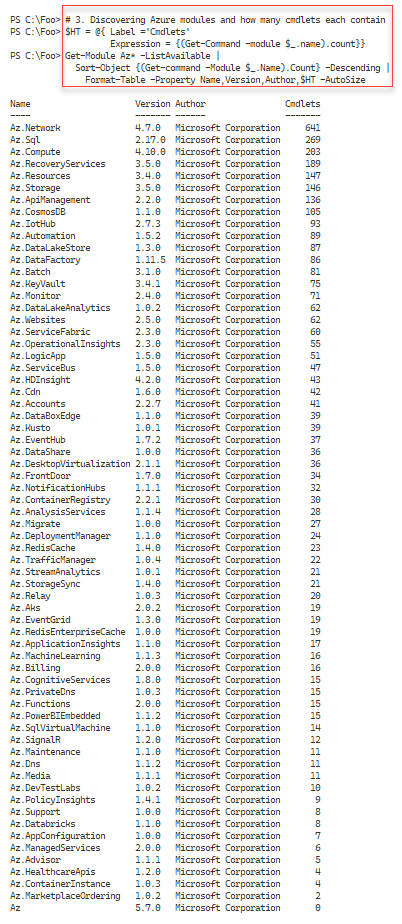 PS C:\Foo> # 3. Discovering Azure modules and how many cmdlets each contain
PS C:\Foo> $HT = @{ Label ='Cmdlets'
Expression = {(Get-Command -module $_.name).count}}
PS C:\Foo> Get-Module Az* -ListAvailable |
Sort-Object {(Get-command -Module $_.Name).Count} -Descending |
Format-Table -Property Name,Version,Author,$HT -AutoSize
Name Version Author Cmdlets
---- ------- ------ -------
Az.Network 4.7.0 Microsoft Corporation 641
Az.Sql 2.17.0 Microsoft Corporation 269
Az.Compute 4.10.0 Microsoft Corporation 203
Az.RecoveryServices 3.5.0 Microsoft Corporation 189
Az.Resources 3.4.0 Microsoft Corporation 147
Az.Storage 3.5.0 Microsoft Corporation 146
Az.ApiManagement 2.2.0 Microsoft Corporation 136
Az.CosmosDB 1.1.0 Microsoft Corporation 105
Az.IotHub 2.7.3 Microsoft Corporation 93
Az.Automation 1.5.2 Microsoft Corporation 89
Az.DataLakeStore 1.3.0 Microsoft Corporation 87
Az.DataFactory 1.11.5 Microsoft Corporation 86
Az.Batch 3.1.0 Microsoft Corporation 81
Az.KeyVault 3.4.1 Microsoft Corporation 75
Az.Monitor 2.4.0 Microsoft Corporation 71
Az.DataLakeAnalytics 1.0.2 Microsoft Corporation 62
Az.Websites 2.5.0 Microsoft Corporation 62
Az.ServiceFabric 2.3.0 Microsoft Corporation 60
Az.OperationalInsights 2.3.0 Microsoft Corporation 55
Az.LogicApp 1.5.0 Microsoft Corporation 51
Az.ServiceBus 1.5.0 Microsoft Corporation 47
Az.HDInsight 4.2.0 Microsoft Corporation 43
Az.Cdn 1.6.0 Microsoft Corporation 42
Az.Accounts 2.2.7 Microsoft Corporation 41
Az.DataBoxEdge 1.1.0 Microsoft Corporation 39
Az.Kusto 1.0.1 Microsoft Corporation 39
Az.EventHub 1.7.2 Microsoft Corporation 37
Az.DataShare 1.0.0 Microsoft Corporation 36
Az.DesktopVirtualization 2.1.1 Microsoft Corporation 36
Az.FrontDoor 1.7.0 Microsoft Corporation 34
Az.NotificationHubs 1.1.1 Microsoft Corporation 32
Az.ContainerRegistry 2.2.1 Microsoft Corporation 30
Az.AnalysisServices 1.1.4 Microsoft Corporation 28
Az.Migrate 1.0.0 Microsoft Corporation 27
Az.DeploymentManager 1.1.0 Microsoft Corporation 24
Az.RedisCache 1.4.0 Microsoft Corporation 23
Az.TrafficManager 1.0.4 Microsoft Corporation 22
Az.StreamAnalytics 1.0.1 Microsoft Corporation 21
Az.StorageSync 1.4.0 Microsoft Corporation 21
Az.Relay 1.0.3 Microsoft Corporation 20
Az.Aks 2.0.2 Microsoft Corporation 19
Az.EventGrid 1.3.0 Microsoft Corporation 19
Az.RedisEnterpriseCache 1.0.0 Microsoft Corporation 19
Az.ApplicationInsights 1.1.0 Microsoft Corporation 17
Az.MachineLearning 1.1.3 Microsoft Corporation 16
Az.Billing 2.0.0 Microsoft Corporation 16
Az.CognitiveServices 1.8.0 Microsoft Corporation 15
Az.PrivateDns 1.0.3 Microsoft Corporation 15
Az.Functions 2.0.0 Microsoft Corporation 15
Az.PowerBIEmbedded 1.1.2 Microsoft Corporation 15
Az.SqlVirtualMachine 1.1.0 Microsoft Corporation 14
Az.SignalR 1.2.0 Microsoft Corporation 12
Az.Maintenance 1.1.0 Microsoft Corporation 11
Az.Dns 1.1.2 Microsoft Corporation 11
Az.Media 1.1.1 Microsoft Corporation 11
Az.DevTestLabs 1.0.2 Microsoft Corporation 10
Az.PolicyInsights 1.4.1 Microsoft Corporation 9
Az.Support 1.0.0 Microsoft Corporation 8
Az.Databricks 1.1.0 Microsoft Corporation 8
Az.AppConfiguration 1.0.0 Microsoft Corporation 7
Az.ManagedServices 2.0.0 Microsoft Corporation 6
Az.Advisor 1.1.1 Microsoft Corporation 5
Az.HealthcareApis 1.2.0 Microsoft Corporation 4
Az.ContainerInstance 1.0.3 Microsoft Corporation 4
Az.MarketplaceOrdering 1.0.2 Microsoft Corporation 2
Az 5.7.0 Microsoft Corporation 0